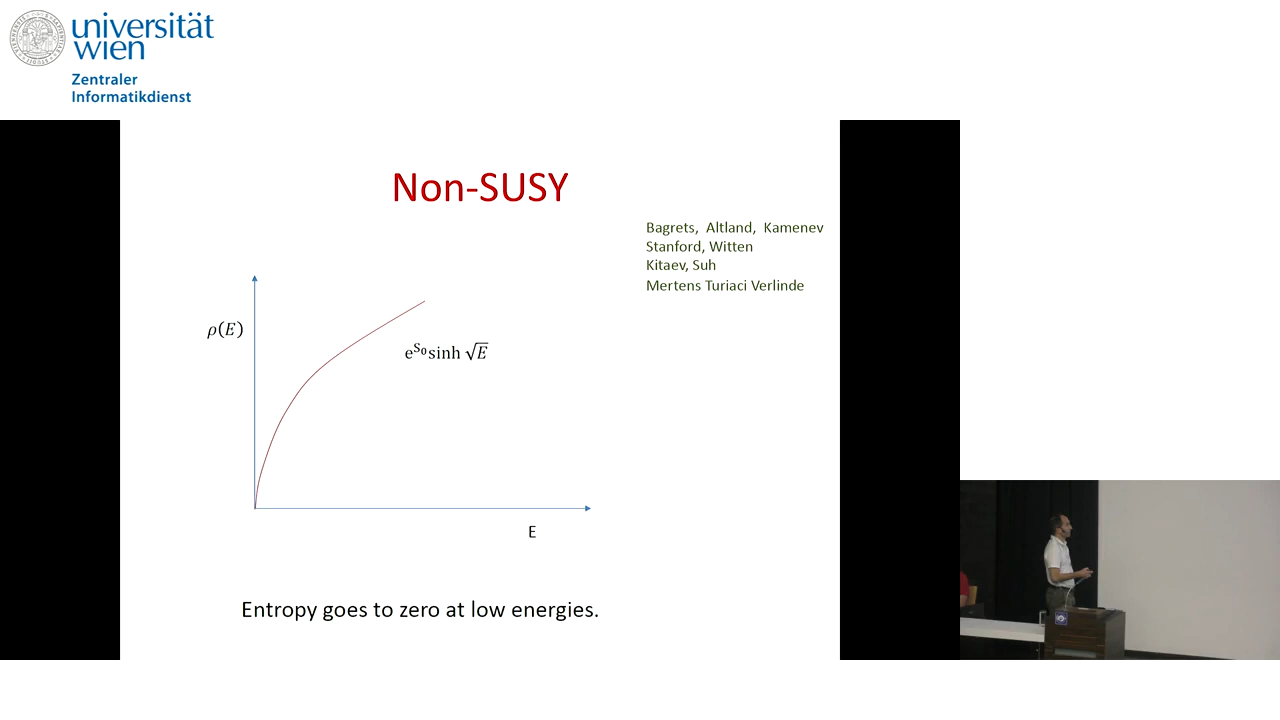 universität
wien
Zentraler
Informatikdienst
Non-SUSY
Bagrets, Altland, Kamenev
Stanford, Witten
Kitaev, Suh
Mertens Turiaci Verlinde
ρ(E)
e^{S_0} sinh √E
E
Entropy goes to zero at low energies.